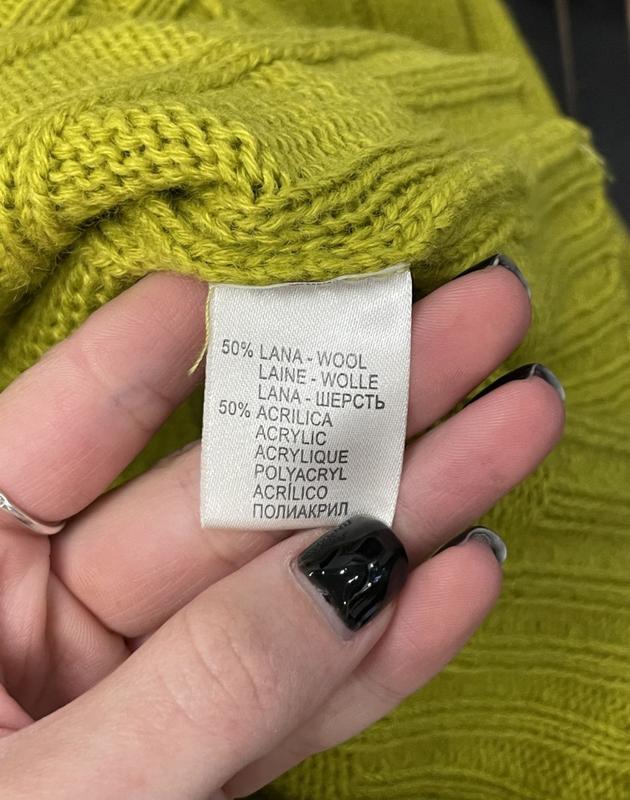 50% LANA - WOOL
LAINE - WOLLE
LANA - ШЕРСТЬ
50% ACRILICA
ACRYLIC
ACRYLIQUE
POLYACRYL
ACRÍLICO
ПОЛИАКРИЛ